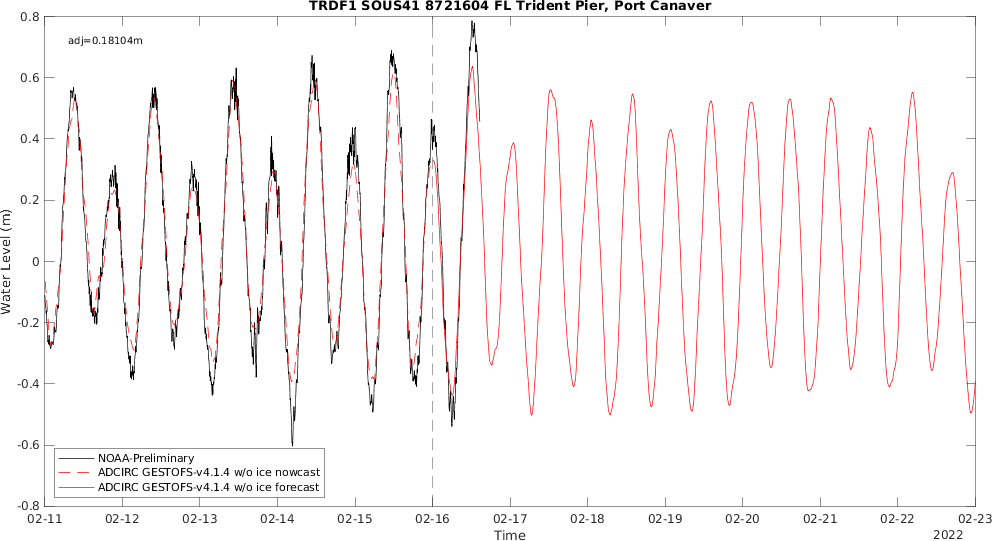 TRDF1 SOUS41 8721604 FL Trident Pier, Port Canaver
adj=0.18104m
0.8
0.6
0.4
0.2
0
-0.2
-0.4
-0.6
-0.8
Water Level (m)
NOAA-Preliminary
ADCIRC GESTOFS-v4.1.4 w/o ice nowcast
ADCIRC GESTOFS-v4.1.4 w/o ice forecast
02-11 02-12 02-13 02-14 02-15 02-16 02-17 02-18 02-19 02-20 02-21 02-22 02-23
Time
2022